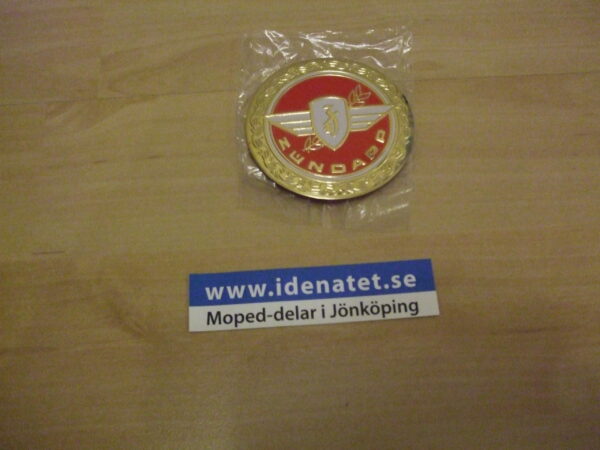 ZÜNDAPP
www.idenatet.se
Moped-delar i Jönköping